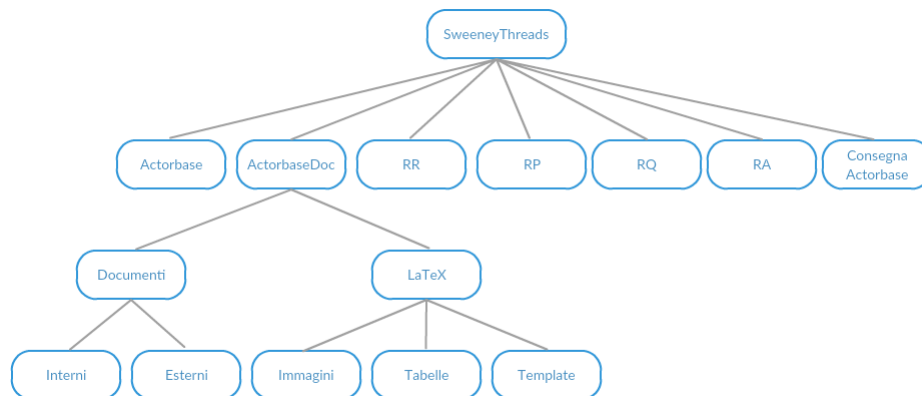 SweeneyThreads
Actorbase
ActorbaseDoc
RR
RP
RQ
RA
Consegna
Actorbase
Documenti
LaTeX
Interni
Esterni
Immagini
Tabelle
Template